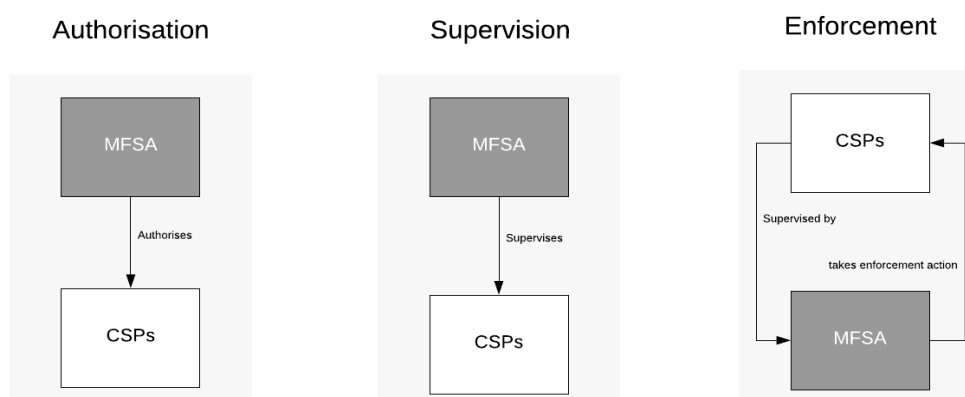 Authorisation
MFSA
Authorises
CSPs
Supervision
MFSA
Supervises
CSPs
Enforcement
CSPs
Supervised by
takes enforcement action
MFSA